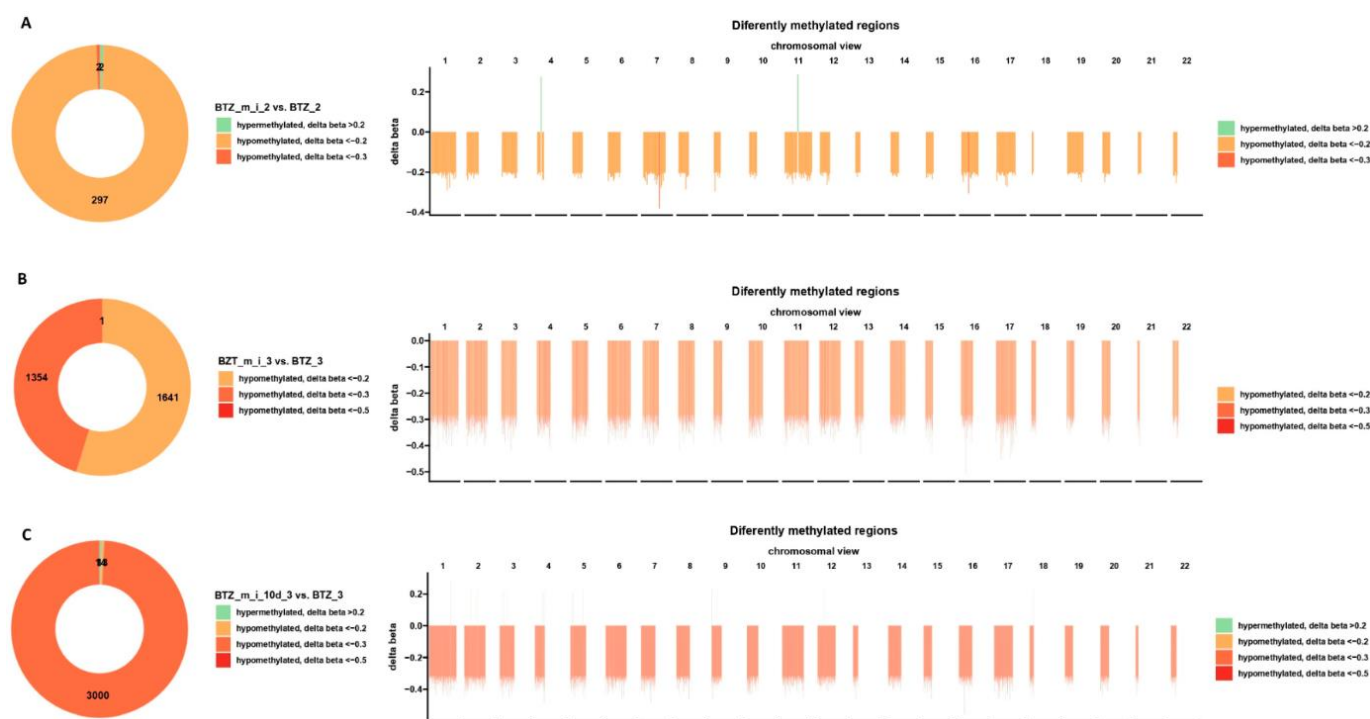 A
Diferently methylated regions
chromosomal view
1 2 3 4 5 6 7 8 9 10 11 12 13 14 15 16 17 18 19 20 21 22
BTZ_m_i_2 vs. BTZ_2
hypermethylated, delta beta >0.2
hypomethylated, delta beta <-0.2
hypomethylated, delta beta <-0.3
297
delta beta
0.2
0.0
-0.2
-0.4
hypermethylated, delta beta >0.2
hypomethylated, delta beta <-0.2
hypomethylated, delta beta <-0.3
B
Diferently methylated regions
chromosomal view
1 2 3 4 5 6 7 8 9 10 11 12 13 14 15 16 17 18 19 20 21 22
1
1354
1641
BZT_m_i_3 vs. BTZ_3
hypomethylated, delta beta <-0.2
hypomethylated, delta beta <-0.3
hypomethylated, delta beta <-0.5
delta beta
0.0
-0.1
-0.2
-0.3
-0.4
-0.5
hypomethylated, delta beta <-0.2
hypomethylated, delta beta <-0.3
hypomethylated, delta beta <-0.5
C
Diferently methylated regions
chromosomal view
1 2 3 4 5 6 7 8 9 10 11 12 13 14 15 16 17 18 19 20 21 22
BTZ_m_i_10d_3 vs. BTZ_3
hypermethylated, delta beta >0.2
hypomethylated, delta beta <-0.2
hypomethylated, delta beta <-0.3
hypomethylated, delta beta <-0.5
3000
delta beta
0.2
0.0
-0.2
-0.4
hypermethylated, delta beta >0.2
hypomethylated, delta beta <-0.2
hypomethylated, delta beta <-0.3
hypomethylated, delta beta <-0.5